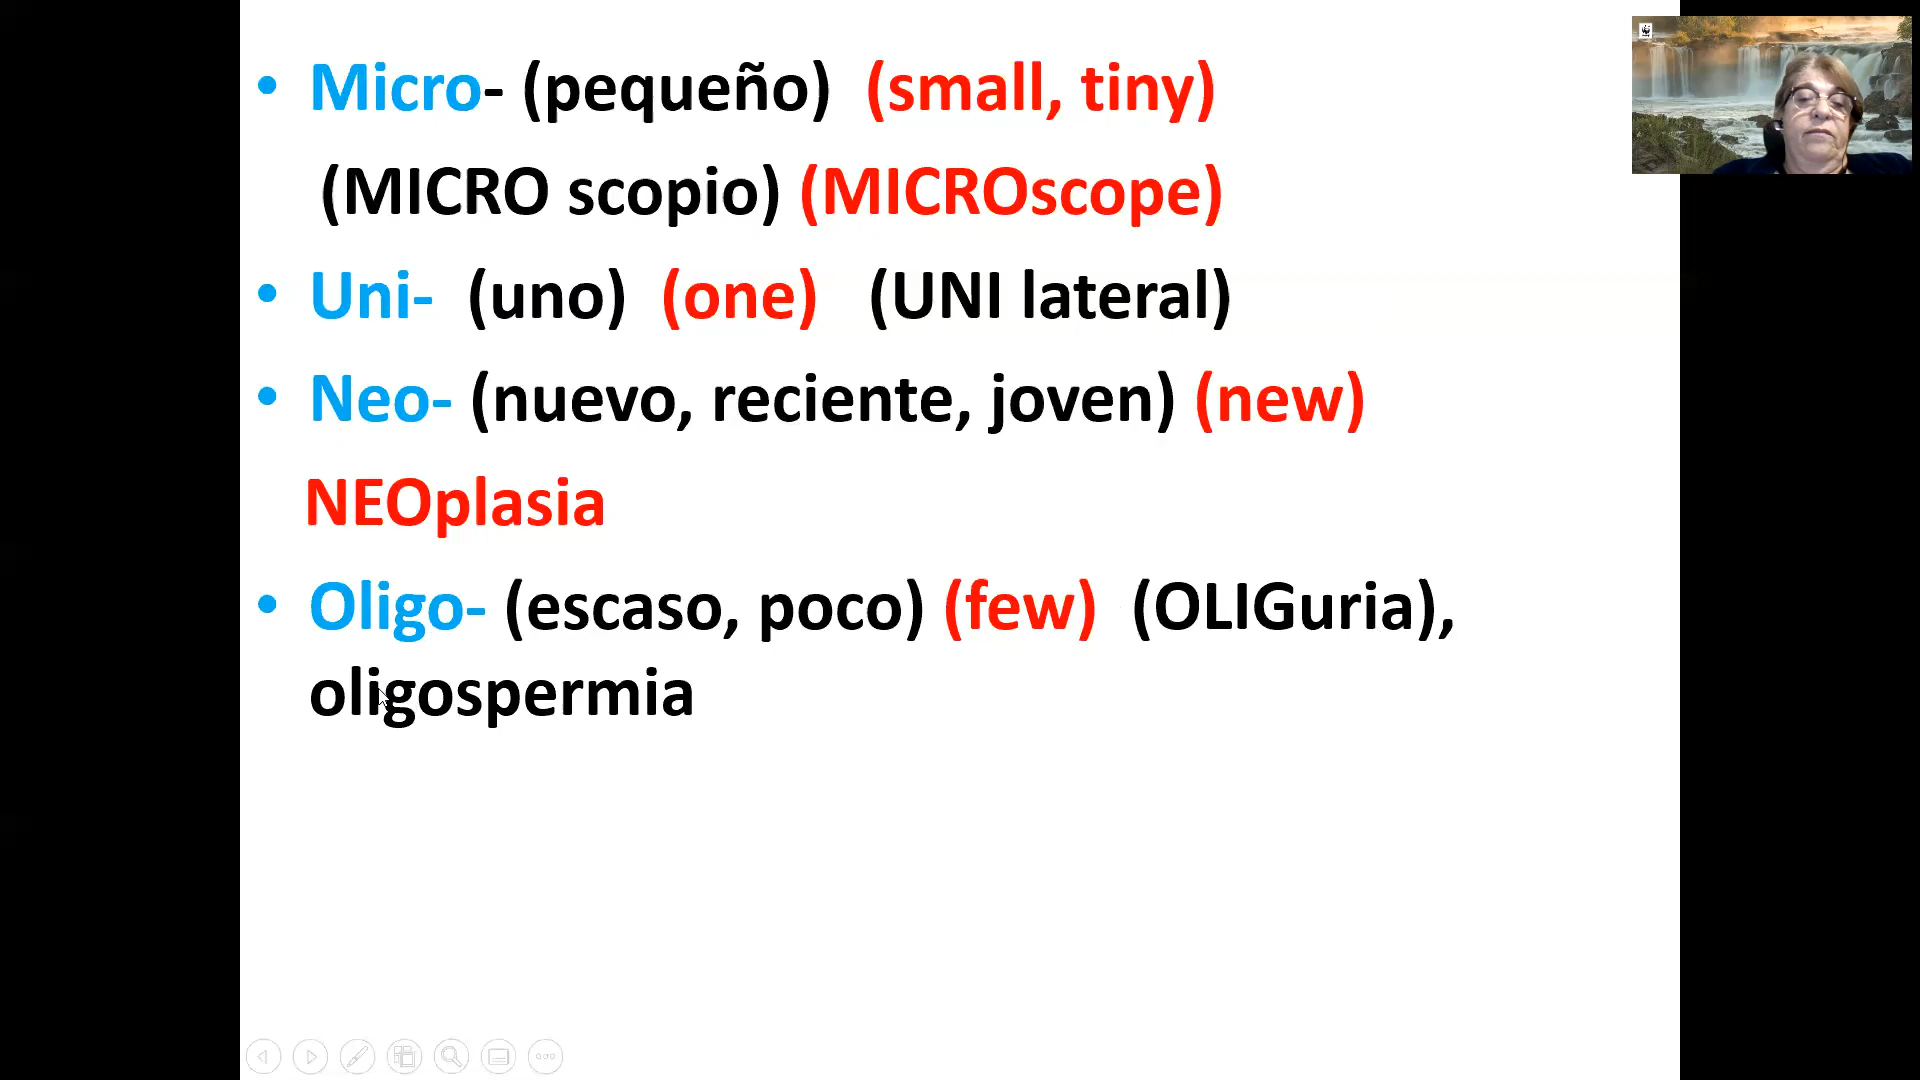 • Micro- (pequeño) (small, tiny)
(MICRO scopio) (MICROscope)
• Uni- (uno) (one) (UNI lateral)
• Neo- (nuevo, reciente, joven) (new)
NEOplasia
• Oligo- (escaso, poco) (few) (OLIGuria),
oligospermia